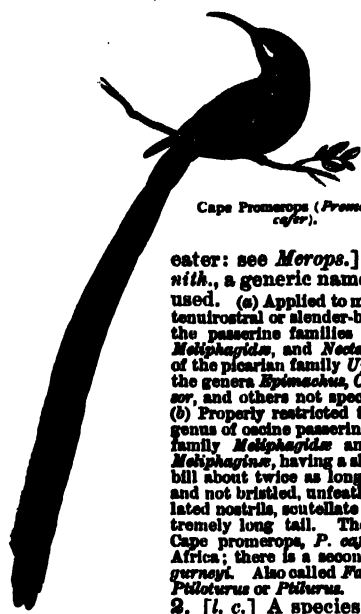 Cape Promerops (Prome
cafer).
eater: see Merops.]
nith., a generic name
used. (a) Applied to m
tenuirostral or slender-b
the passerine families
Meliphagidæ, and Necta
of the picarian family U
the genera Epimachus, C
sor, and others not spec
(b) Properly restricted t
genus of oscine passerin
family Meliphagidæ an
Meliphaginæ, having a sl
bill about twice as long
and not bristled, unfeath
lated nostrils, scutellate
tremely long tail. The
Cape promerops, P. caf
Africa; there is a secon
gurneyi. Also called Fa
Ptiloturus or Ptilurus.
2. [l. c.] A species